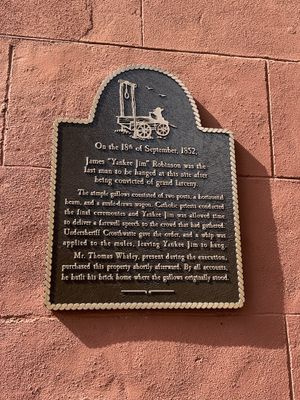 On the 18th of September, 1852,
James "Yankee Jim" Robinson was the
last man to be hanged at this site after
being convicted of grand larceny.
The simple gallows consisted of two posts, a horizontal
beam, and a mule-drawn wagon. Catholic priests conducted
the final ceremonies and Yankee Jim was allowed time
to deliver a farewell speech to the crowd that had gathered.
Undersheriff Crosthwaite gave the order, and a whip was
applied to the mules, leaving Yankee Jim to hang.
Mr. Thomas Whaley, present during the execution,
purchased this property shortly afterward. By all accounts,
he built his brick home where the gallows originally stood.